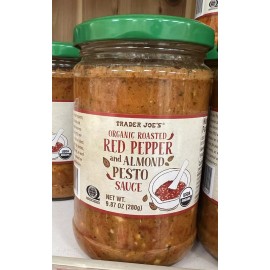 TRADER JOE'S
ORGANIC ROASTED
RED PEPPER
and ALMOND
PESTO
SAUCE
NET WT.
9.87 OZ (280g)